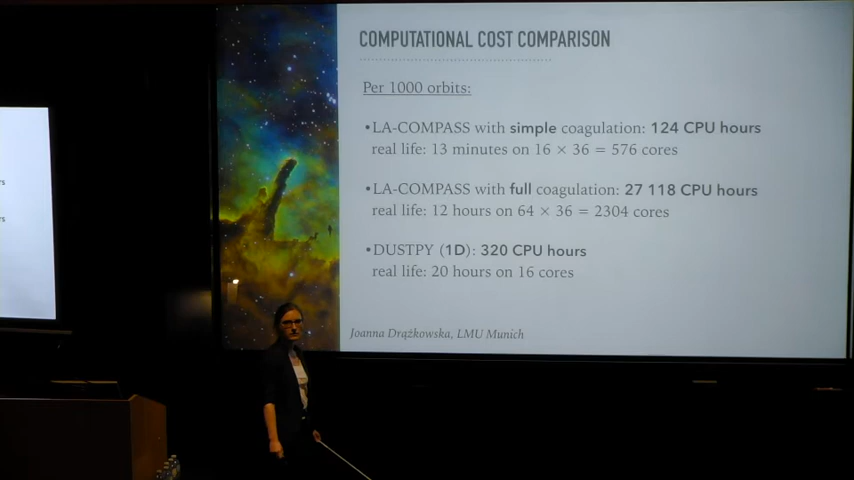 COMPUTATIONAL COST COMPARISON
Per 1000 orbits:
•LA-COMPASS with simple coagulation: 124 CPU hours
real life: 13 minutes on 16 × 36 = 576 cores
•LA-COMPASS with full coagulation: 27 118 CPU hours
real life: 12 hours on 64 × 36 = 2304 cores
•DUSTPY (1D): 320 CPU hours
real life: 20 hours on 16 cores
Joanna Drążkowska, LMU Munich